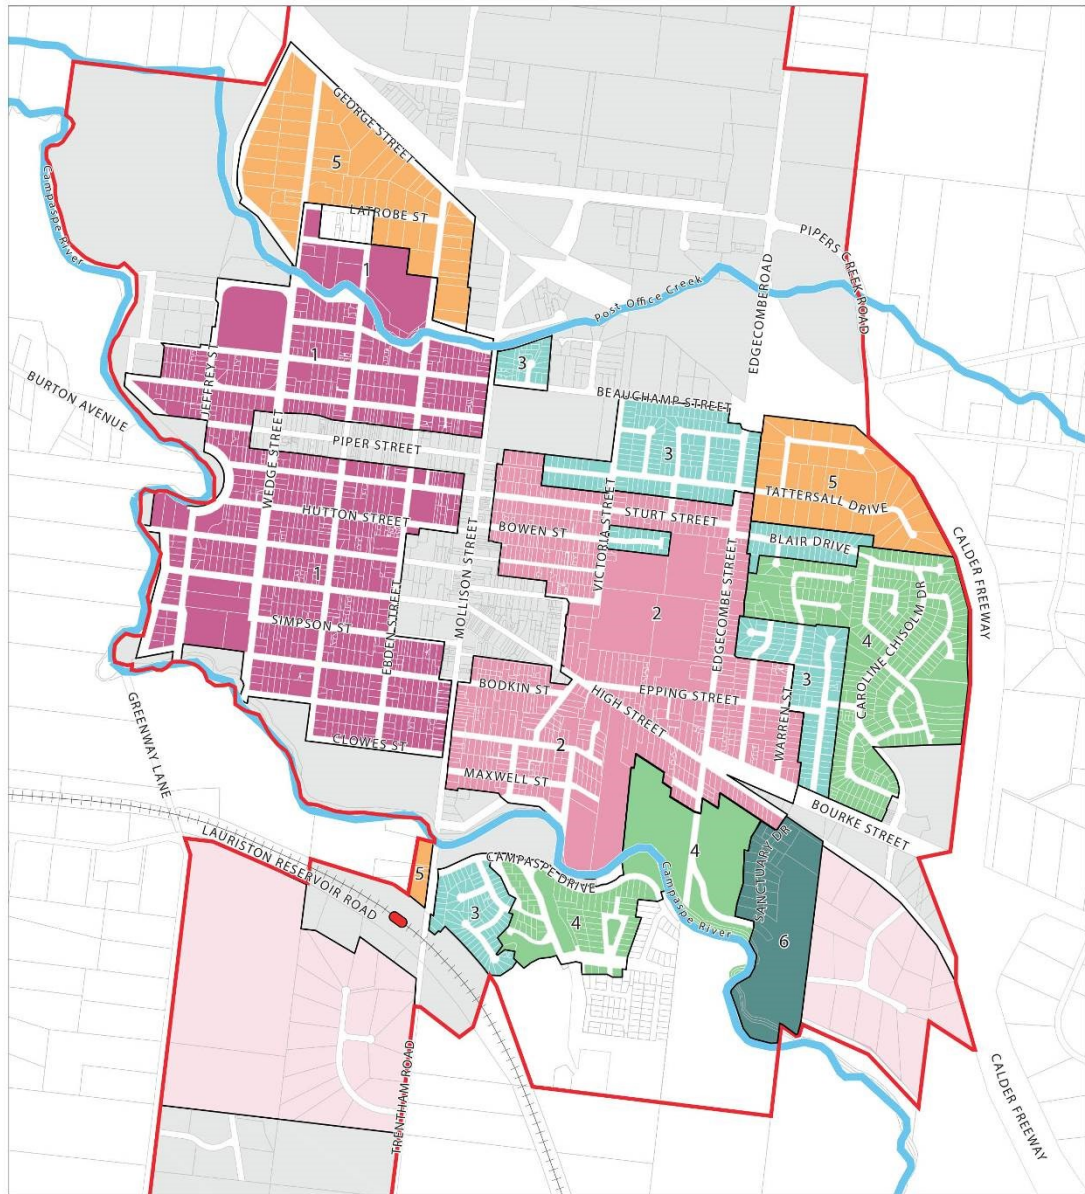 GEORGE STREET
5
LATROBE ST
PIPERS CREEK ROAD
Campaspe River
1
Post Office Creek
EDGECOMBEROAD
1
3
JEFFREY ST
BURTON AVENUE
BEAUCHAMP STREET
PIPER STREET
WEDGE STREET
3
5
TATTERSALL DRIVE
HUTTON STREET
STURT STREET
BOWEN ST
VICTORIA STREET
BLAIR DRIVE
CALDER FREEWAY
MOLLISON STREET
1
2
EDGECOMBE STREET
4
CAROLINE CHISOLM DR
SIMPSON ST
EBDEN STREET
3
BODKIN ST
HIGH STREET
EPPING STREET
WARREN ST
GREENWAY LANE
CLOWES ST
2
MAXWELL ST
BOURKE STREET
LAURISTON RESERVOIR ROAD
5
CAMPASPE DRIVE
4
SANCTUARY DR
Campaspe River
3
4
6
TRENTHAM ROAD
CALDER FREEWAY